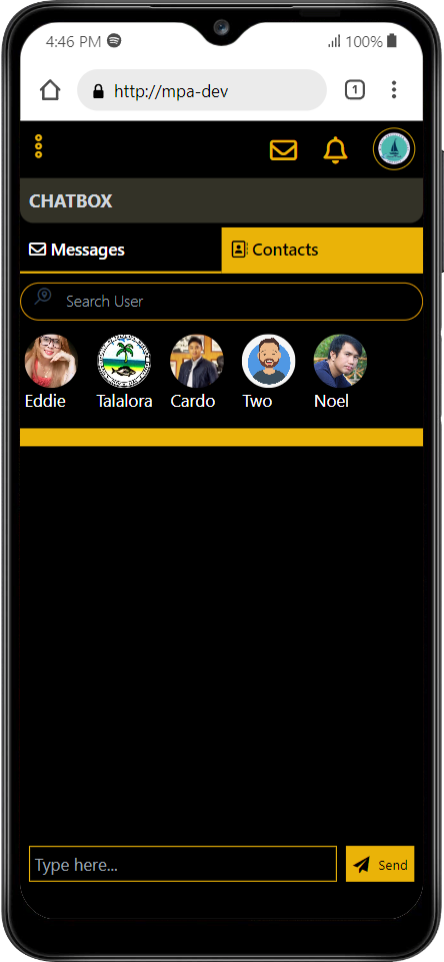 4:46 PM 100%
1
http://mpa-dev
CHATBOX
Messages Contacts
Search User
Eddie Talalora Cardo Two Noel
Type here... Send